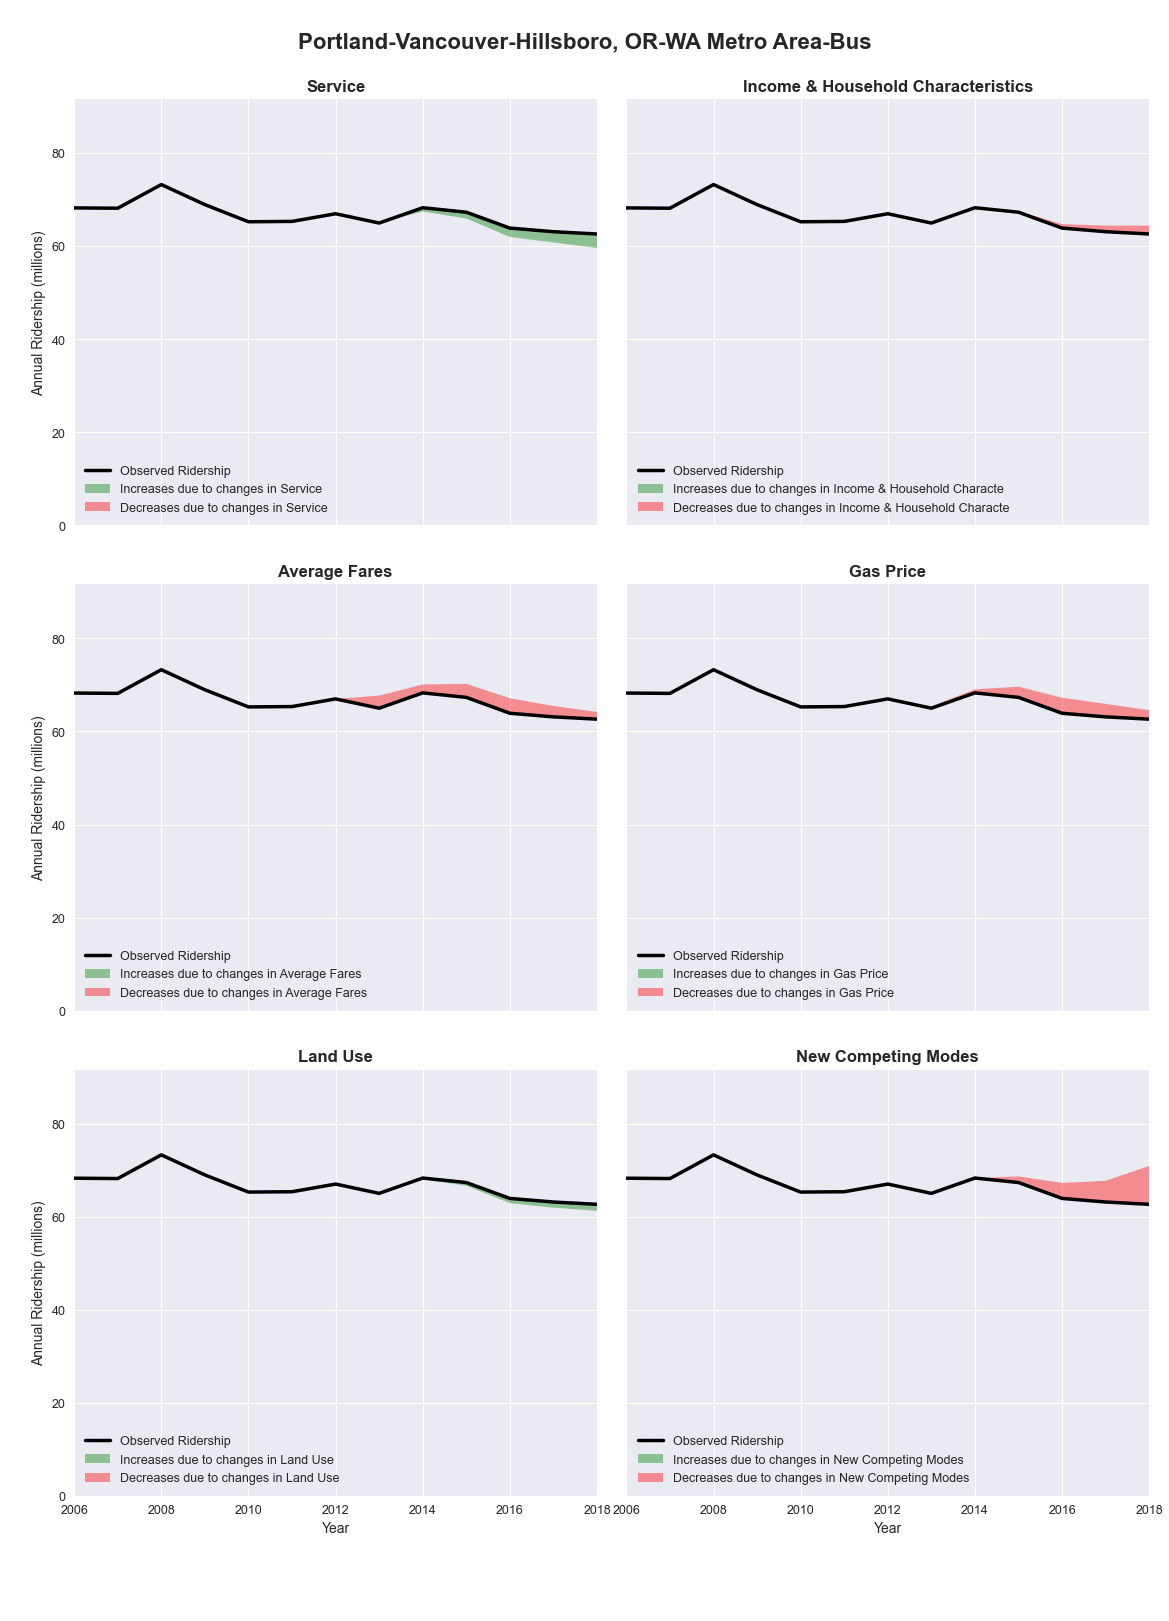 Portland-Vancouver-Hillsboro, OR-WA Metro Area-Bus
Service
Annual Ridership (millions)
80
60
40
20
0
Observed Ridership
Increases due to changes in Service
Decreases due to changes in Service
Income & Household Characteristics
Observed Ridership
Increases due to changes in Income & Household Characte
Decreases due to changes in Income & Household Characte
Average Fares
Annual Ridership (millions)
80
60
40
20
0
Observed Ridership
Increases due to changes in Average Fares
Decreases due to changes in Average Fares
Gas Price
Observed Ridership
Increases due to changes in Gas Price
Decreases due to changes in Gas Price
Land Use
Annual Ridership (millions)
80
60
40
20
0
Observed Ridership
Increases due to changes in Land Use
Decreases due to changes in Land Use
2006 2008 2010 2012 2014 2016 2018
Year
New Competing Modes
Observed Ridership
Increases due to changes in New Competing Modes
Decreases due to changes in New Competing Modes
2006 2008 2010 2012 2014 2016 2018
Year